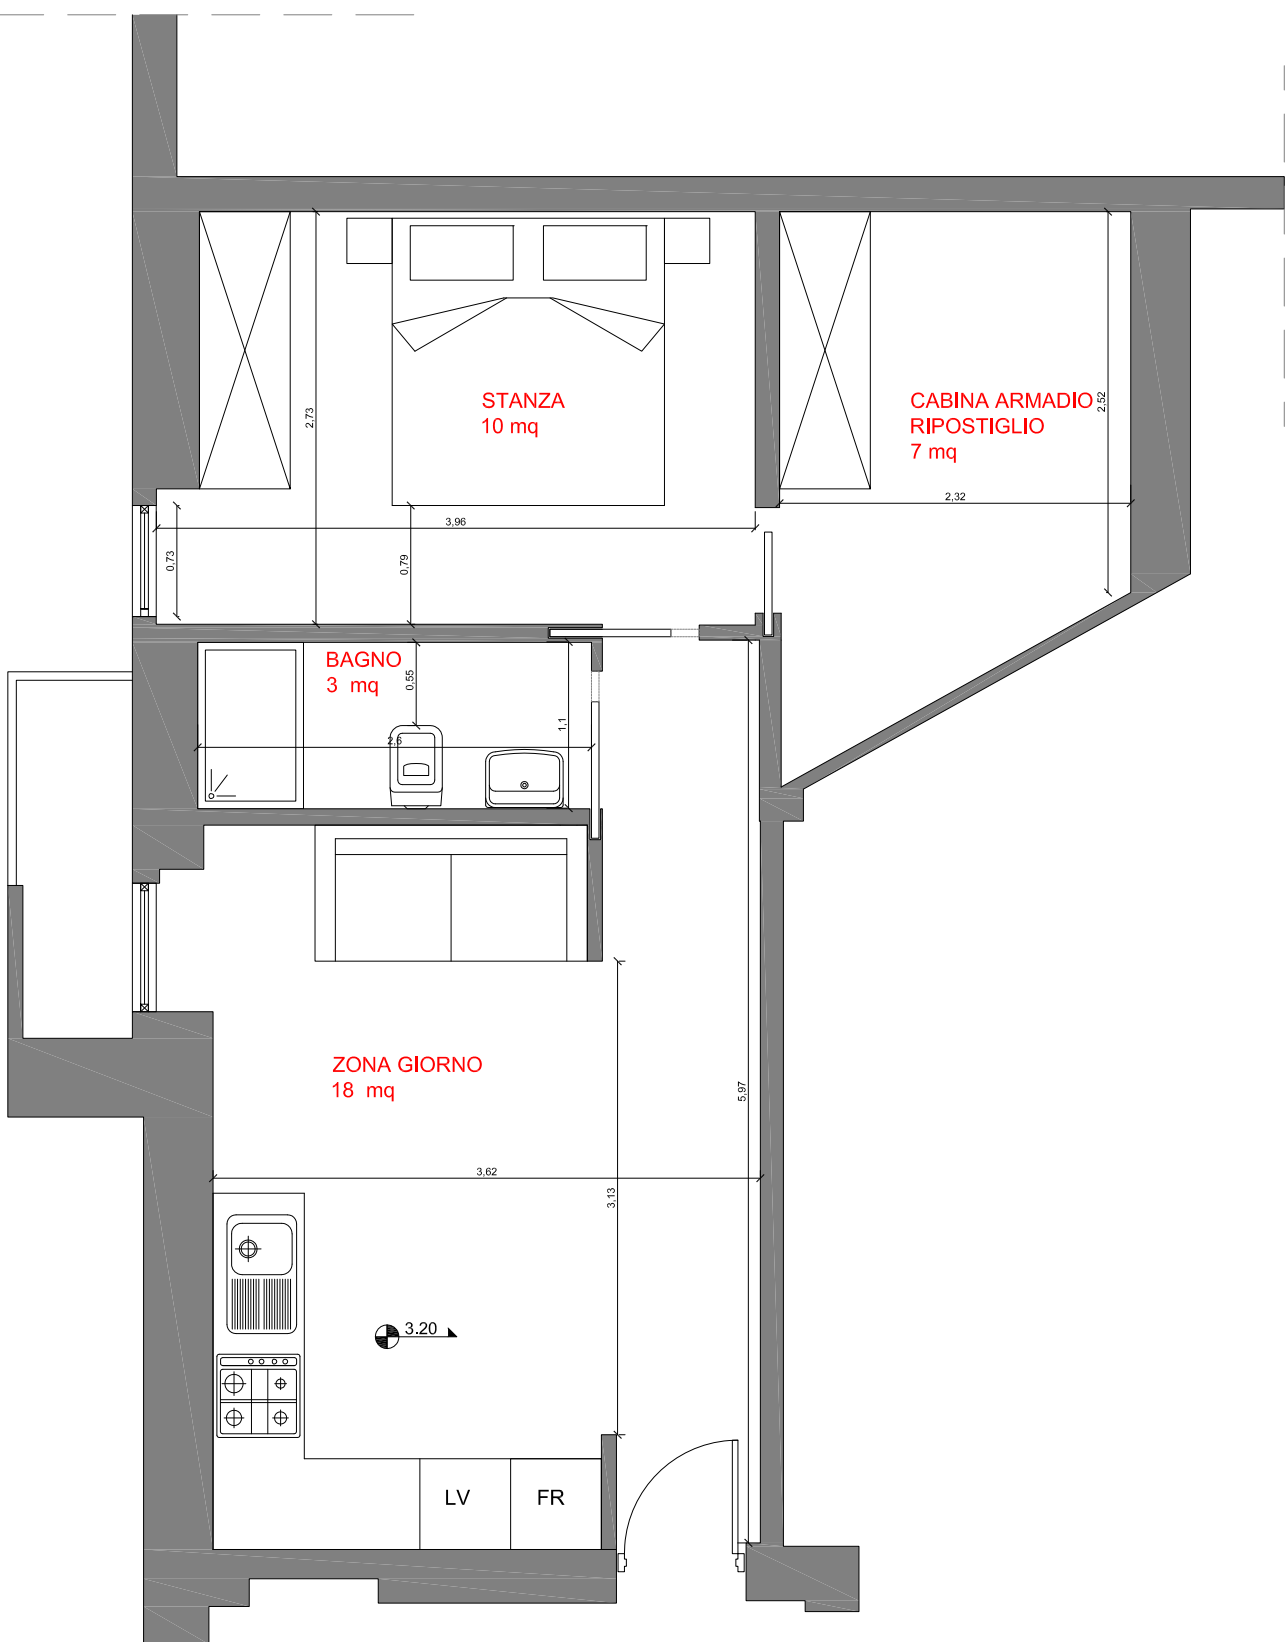 STANZA
10 mq
CABINA ARMADIO
RIPOSTIGLIO
7 mq
2,73
2,52
2,32
3,96
0,73
0,79
BAGNO
3 mq
0,55
1,1
2,6
ZONA GIORNO
18 mq
5,97
3,62
3,13
3.20
LV
FR